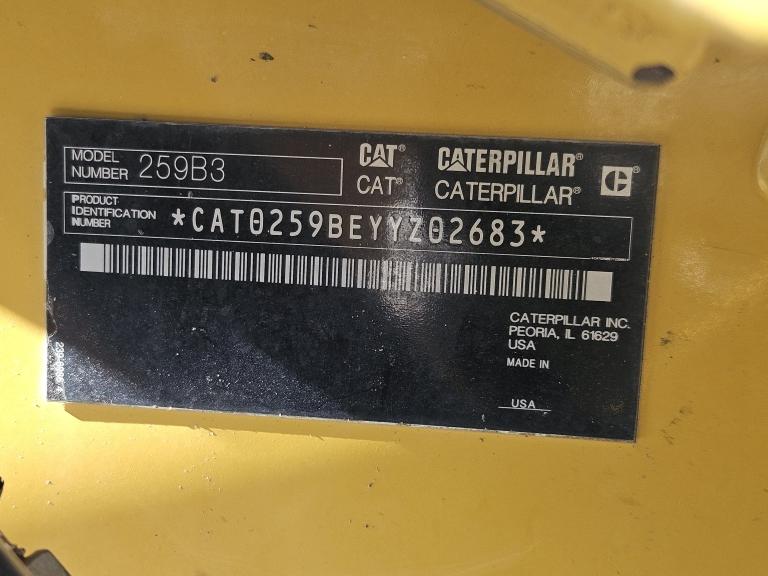 MODEL NUMBER 259B3
CAT® CATERPILLAR®
CAT® CATERPILLAR®
PRODUCT IDENTIFICATION NUMBER *CAT0259BEYYZ02683*
CATERPILLAR INC.
PEORIA, IL 61629
USA
MADE IN
USA